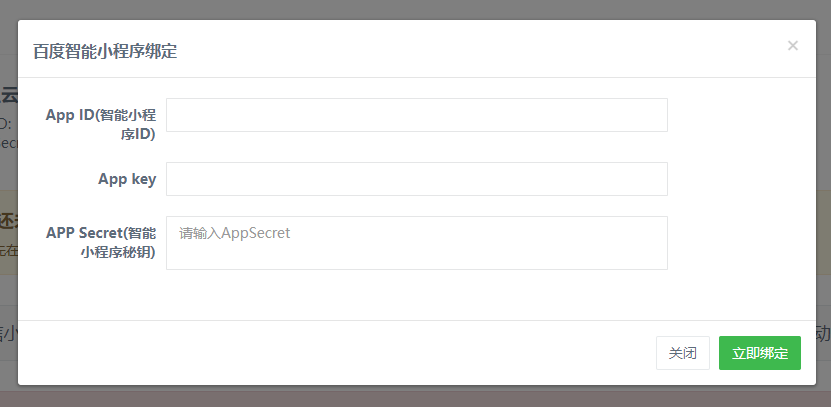 百度智能小程序绑定
×
云
App ID(智能小程
序ID)
App key
APP Secret(智能
小程序秘钥)
请输入AppSecret
关闭
立即绑定
动